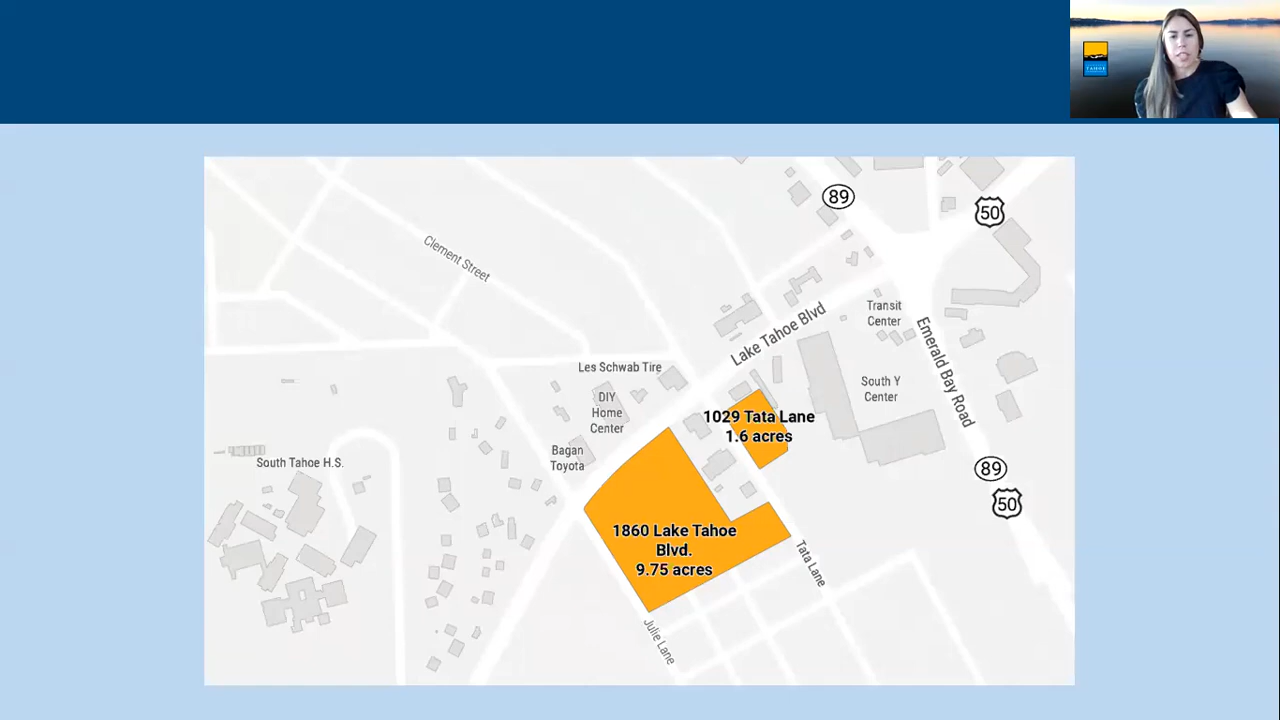 TAHOE
89
50
Clement Street
Transit
Center
Lake Tahoe Blvd
Emerald Bay Road
Les Schwab Tire
South Y
Center
DIY
Home
Center
1029 Tata Lane
1.6 acres
Bagan
Toyota
South Tahoe H.S.
89
50
1860 Lake Tahoe
Blvd.
9.75 acres
Tata Lane
Julie Lane